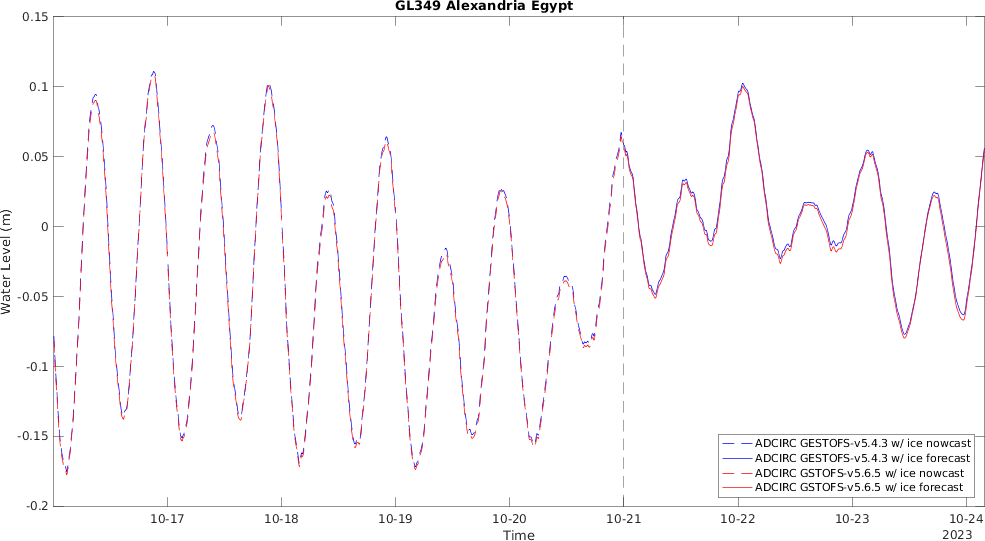 GL349 Alexandria Egypt
0.15
0.1
0.05
0
-0.05
-0.1
-0.15
-0.2
Water Level (m)
10-17
10-18
10-19
10-20
10-21
10-22
10-23
10-24
2023
Time
ADCIRC GESTOFS-v5.4.3 w/ ice nowcast
ADCIRC GESTOFS-v5.4.3 w/ ice forecast
ADCIRC GSTOFS-v5.6.5 w/ ice nowcast
ADCIRC GSTOFS-v5.6.5 w/ ice forecast